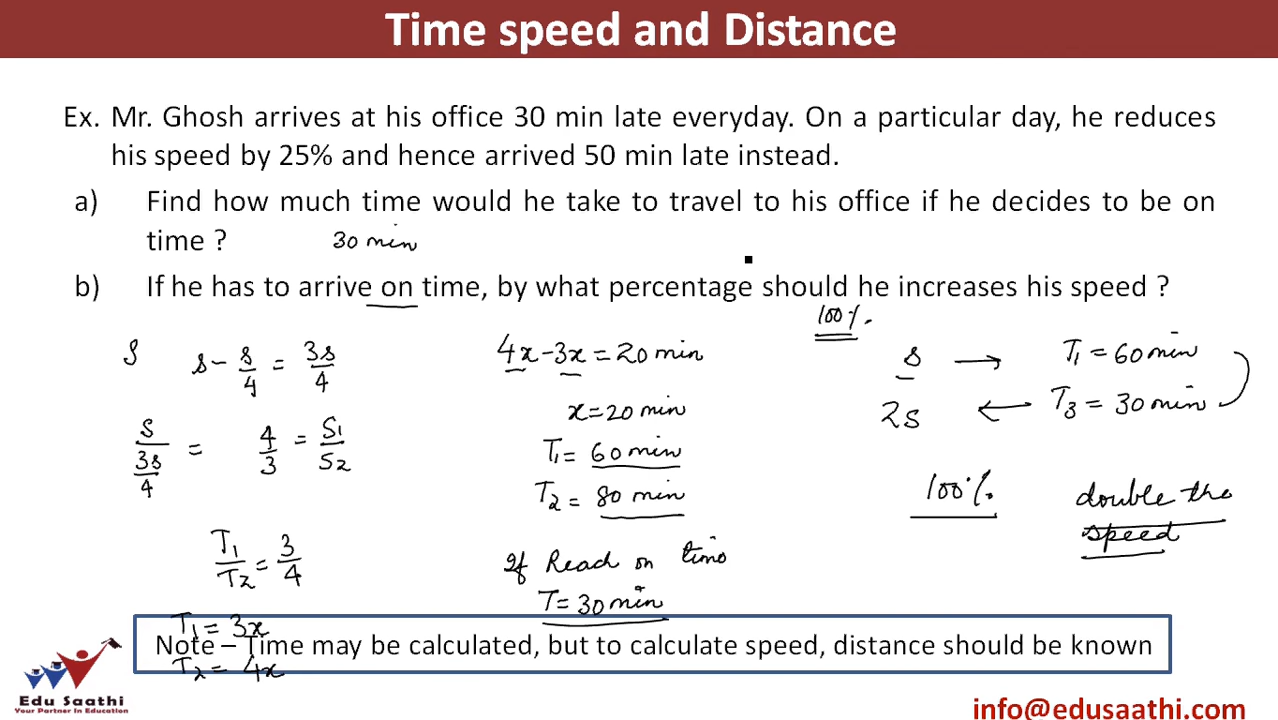 Time speed and Distance
Ex. Mr. Ghosh arrives at his office 30 min late everyday. On a particular day, he reduces
his speed by 25% and hence arrived 50 min late instead.
a) Find how much time would he take to travel to his office if he decides to be on
time ? 30 min
b) If he has to arrive on time, by what percentage should he increases his speed ?
100%.
S
s - s/4 = 3s/4
s/(3s/4) = 4/3 = S1/S2
T1/T2 = 3/4
T1 = 3x
T2 = 4x
4x-3x = 20 min
x = 20 min
T1 = 60 min
T2 = 80 min
If Reach on time
T = 30 min
s → T1 = 60 min
2s ← T3 = 30 min
100%.
double the
speed
Note – Time may be calculated, but to calculate speed, distance should be known
Edu Saathi
Your Partner In Education
info@edusaathi.com